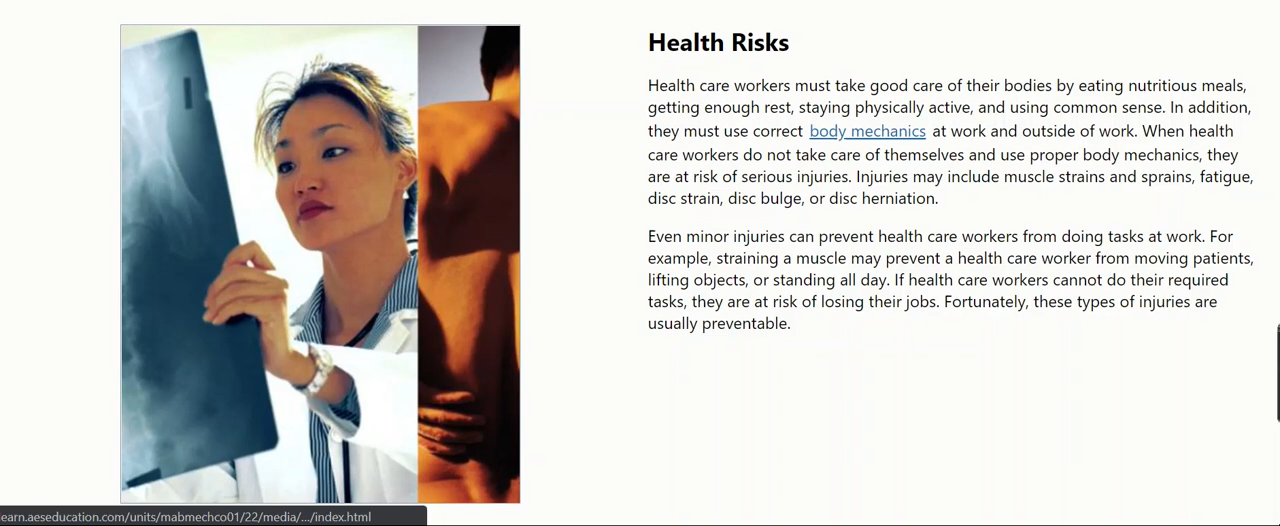 Health Risks
Health care workers must take good care of their bodies by eating nutritious meals,
getting enough rest, staying physically active, and using common sense. In addition,
they must use correct body mechanics at work and outside of work. When health
care workers do not take care of themselves and use proper body mechanics, they
are at risk of serious injuries. Injuries may include muscle strains and sprains, fatigue,
disc strain, disc bulge, or disc herniation.
Even minor injuries can prevent health care workers from doing tasks at work. For
example, straining a muscle may prevent a health care worker from moving patients,
lifting objects, or standing all day. If health care workers cannot do their required
tasks, they are at risk of losing their jobs. Fortunately, these types of injuries are
usually preventable.
earn.aeseducation.com/units/mabmechco01/22/media/.../index.html